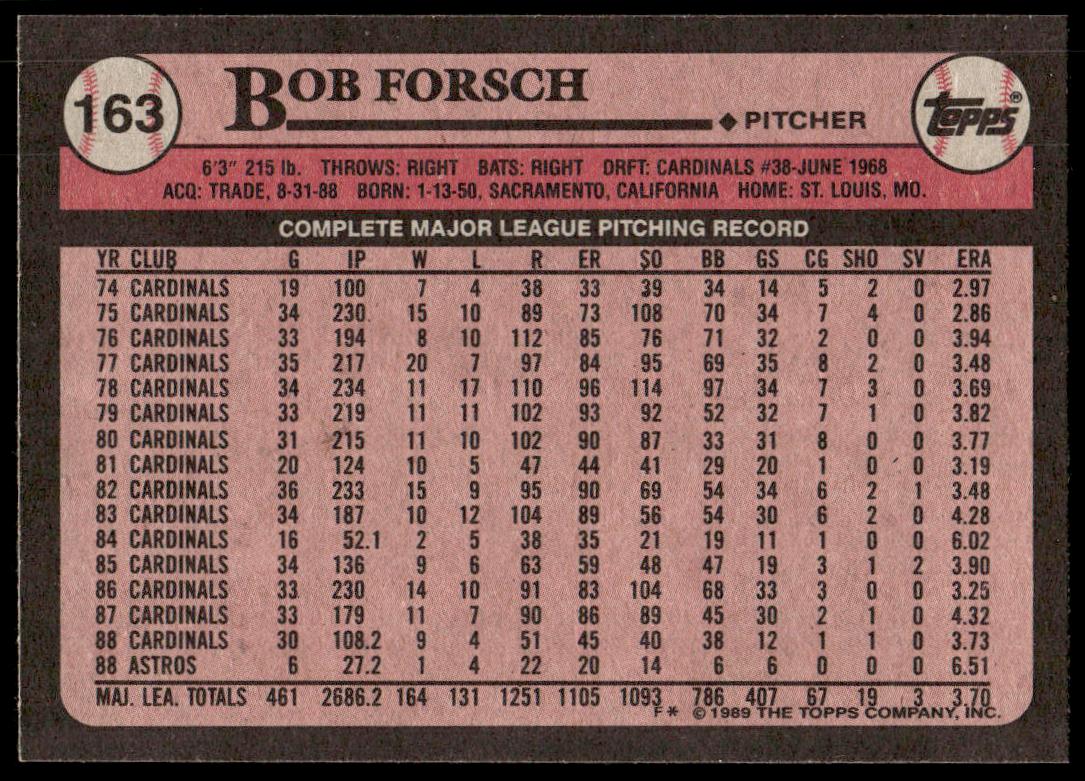 163
BOB FORSCH
◆ PITCHER
topps®
6'3" 215 lb. THROWS: RIGHT BATS: RIGHT DRFT: CARDINALS #38-JUNE 1968
ACQ: TRADE, 8-31-88 BORN: 1-13-50, SACRAMENTO, CALIFORNIA HOME: ST. LOUIS, MO.
COMPLETE MAJOR LEAGUE PITCHING RECORD
YR CLUB G IP W L R ER SO BB GS CG SHO SV ERA
74 CARDINALS 19 100 7 4 38 33 39 34 14 5 2 0 2.97
75 CARDINALS 34 230 15 10 89 73 108 70 34 7 4 0 2.86
76 CARDINALS 33 194 8 10 112 85 76 71 32 2 0 0 3.94
77 CARDINALS 35 217 20 7 97 84 95 69 35 8 2 0 3.48
78 CARDINALS 34 234 11 17 110 96 114 97 34 7 3 0 3.69
79 CARDINALS 33 219 11 11 102 93 92 52 32 7 1 0 3.82
80 CARDINALS 31 215 11 10 102 90 87 33 31 8 0 0 3.77
81 CARDINALS 20 124 10 5 47 44 41 29 20 1 0 0 3.19
82 CARDINALS 36 233 15 9 95 90 69 54 34 6 2 1 3.48
83 CARDINALS 34 187 10 12 104 89 56 54 30 6 2 0 4.28
84 CARDINALS 16 52.1 2 5 38 35 21 19 11 1 0 0 6.02
85 CARDINALS 34 136 9 6 63 59 48 47 19 3 1 2 3.90
86 CARDINALS 33 230 14 10 91 83 104 68 33 3 0 0 3.25
87 CARDINALS 33 179 11 7 90 86 89 45 30 2 1 0 4.32
88 CARDINALS 30 108.2 9 4 51 45 40 38 12 1 1 0 3.73
88 ASTROS 6 27.2 1 4 22 20 14 6 6 0 0 0 6.51
MAJ. LEA. TOTALS 461 2686.2 164 131 1251 1105 1093 786 407 67 19 3 3.70
F* © 1989 THE TOPPS COMPANY, INC.